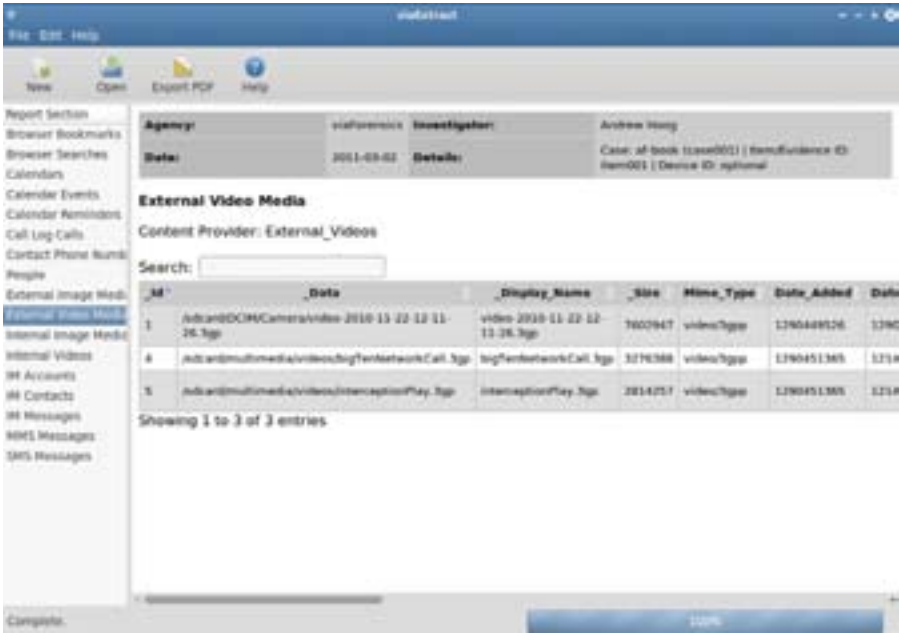 viaExtract
File Edit Help
New Open Export PDF Help
Report Section
Browser Bookmarks
Browser Searches
Calendars
Calendar Events
Calendar Reminders
Call Log Calls
Contact Phone Numb
People
External Image Medi
External Video Media
Internal Image Media
Internal Videos
IM Accounts
IM Contacts
IM Messages
MMS Messages
SMS Messages
Agency: viaforensics Investigator: Andrew Hoog
Date: 2011-03-02 Details: Case: af-book (case001) | Item/Evidence ID: item001 | Device ID: optional
External Video Media
Content Provider: External_Videos
Search:
_Id _Data _Display_Name _Size Mime_Type Date_Added Date
1 /sdcard/DCIM/Camera/video-2010-11-22-12-11-26.3gp video-2010-11-22-12-11-26.3gp 7602947 video/3gpp 1290449526 1290
4 /sdcard/multimedia/videos/bigTenNetworkCall.3gp bigTenNetworkCall.3gp 3276388 video/3gpp 1290451365
5 /sdcard/multimedia/videos/interceptionPlay.3gp interceptionPlay.3gp 2814257 video/3gpp 1290451365
Showing 1 to 3 of 3 entries
Complete.
100%